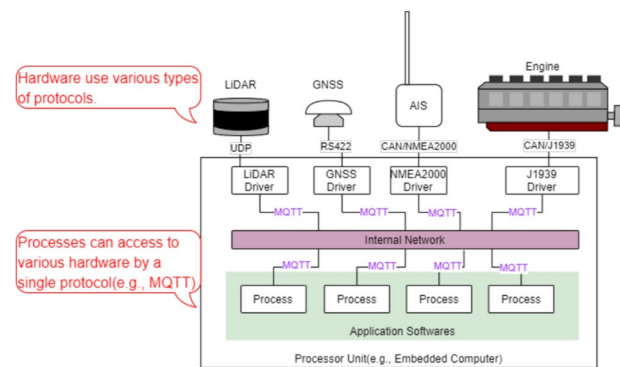 Hardware use various types
of protocols.
LiDAR
GNSS
AIS
Engine
UDP
RS422
CAN/NMEA2000
CAN/J1939
LiDAR
Driver
GNSS
Driver
NMEA2000
Driver
J1939
Driver
MQTT
MQTT
MQTT
MQTT
Processes can access to
various hardware by a
single protocol(e.g., MQTT)
Internal Network
MQTT
MQTT
MQTT
MQTT
Process
Process
Process
Process
Application Softwares
Processor Unit(e.g., Embedded Computer)